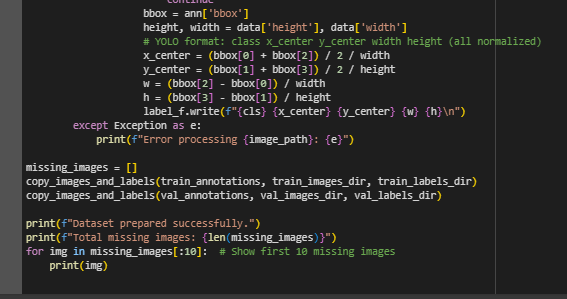 continue
bbox = ann['bbox']
height, width = data['height'], data['width']
# YOLO format: class x_center y_center width height (all normalized)
x_center = (bbox[0] + bbox[2]) / 2 / width
y_center = (bbox[1] + bbox[3]) / 2 / height
w = (bbox[2] - bbox[0]) / width
h = (bbox[3] - bbox[1]) / height
label_f.write(f"{cls} {x_center} {y_center} {w} {h}\n")
except Exception as e:
print(f"Error processing {image_path}: {e}")
missing_images = []
copy_images_and_labels(train_annotations, train_images_dir, train_labels_dir)
copy_images_and_labels(val_annotations, val_images_dir, val_labels_dir)
print(f"Dataset prepared successfully.")
print(f"Total missing images: {len(missing_images)}")
for img in missing_images[:10]:  # Show first 10 missing images
print(img)